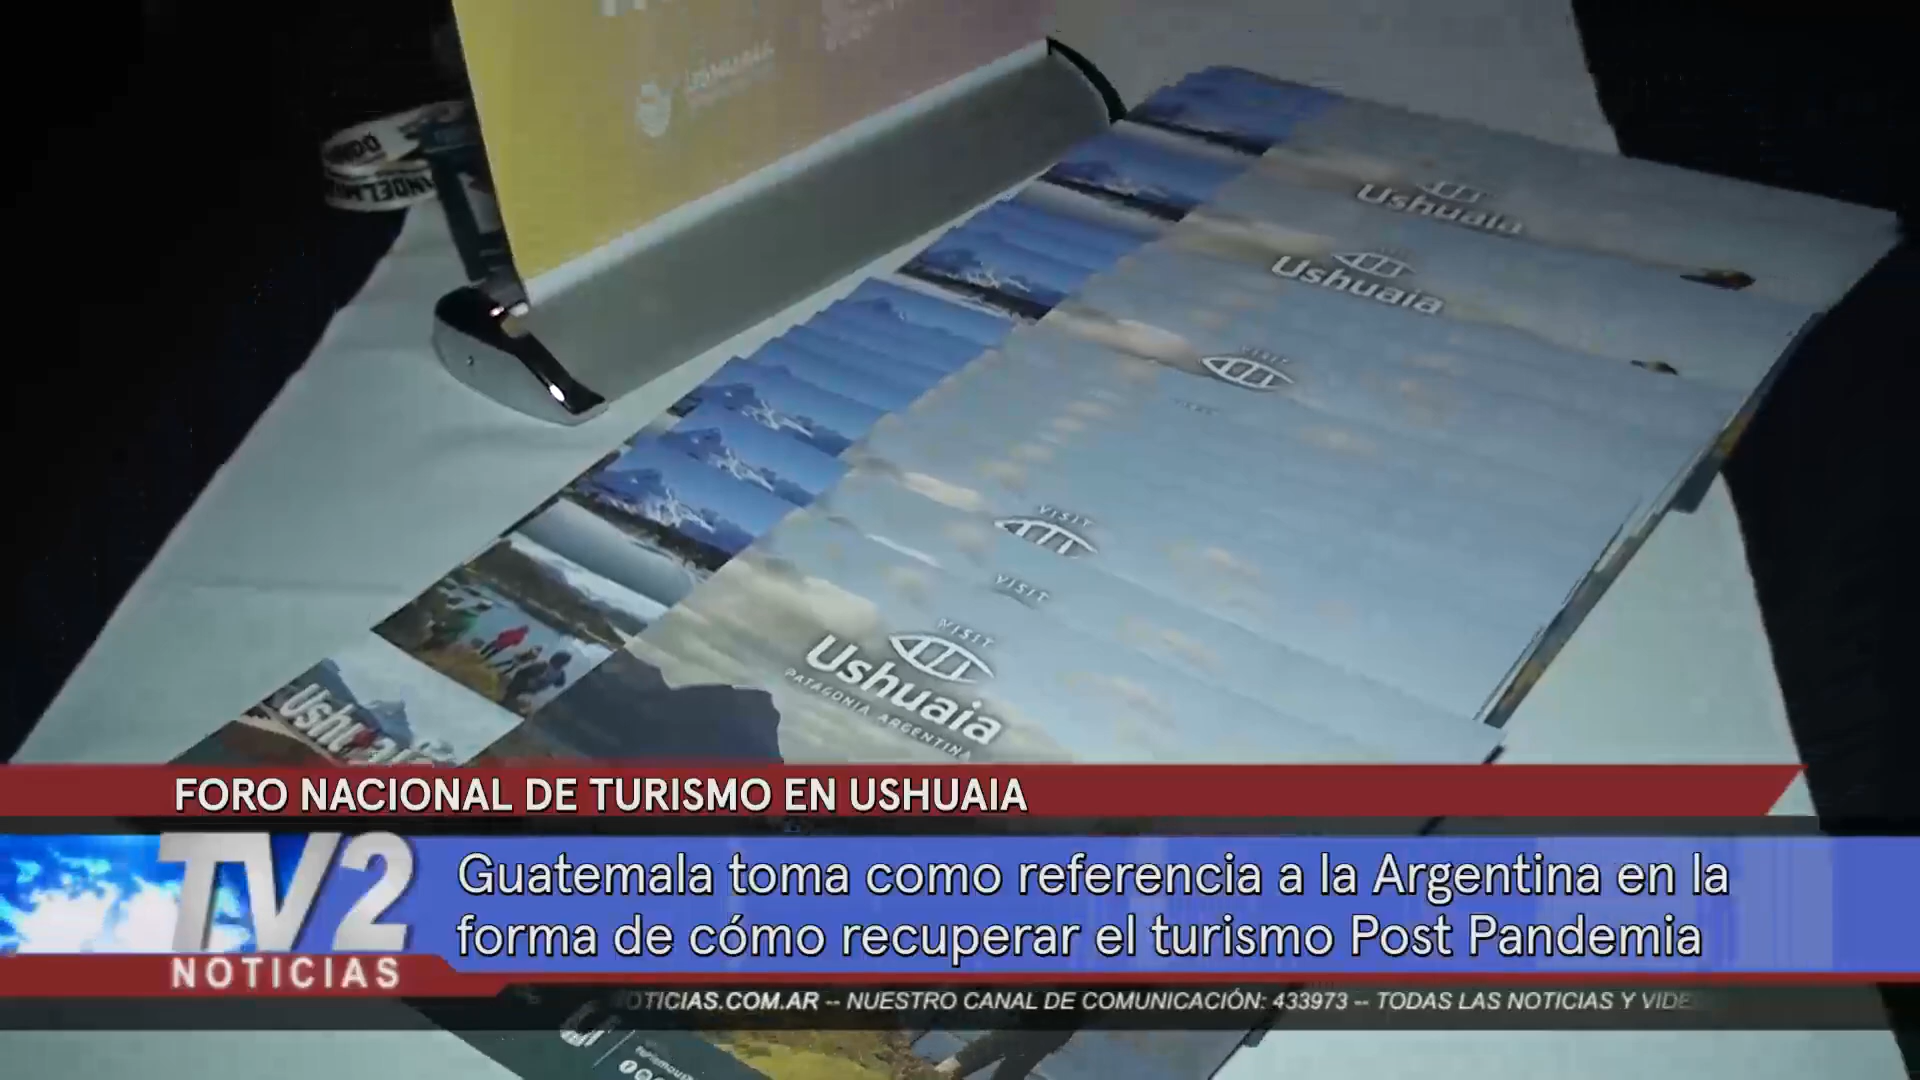 Ushuaia
Ushuaia
VISIT
VISIT
VISIT
VISIT
Ushuaia
PATAGONIA ARGENTINA
Ushuaia
FORO NACIONAL DE TURISMO EN USHUAIA
TV2
NOTICIAS
Guatemala toma como referencia a la Argentina en la
forma de cómo recuperar el turismo Post Pandemia
OTICIAS.COM.AR -- NUESTRO CANAL DE COMUNICACIÓN: 433973 -- TODAS LAS NOTICIAS Y VIDE